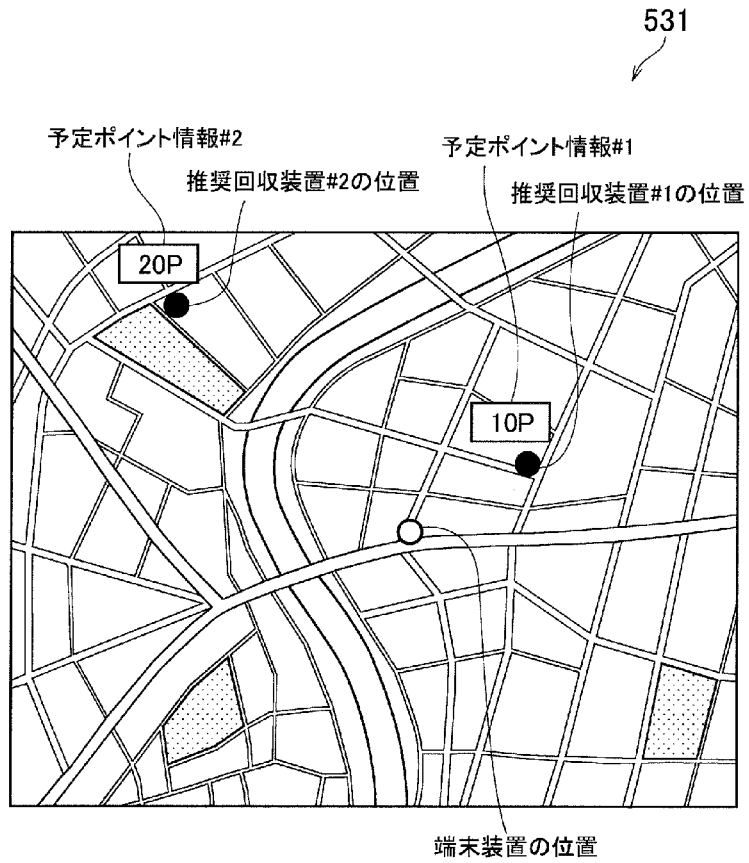 531
予定ポイント情報#2
予定ポイント情報#1
推奨回収装置#2の位置
推奨回収装置#1の位置
20P
10P
端末装置の位置